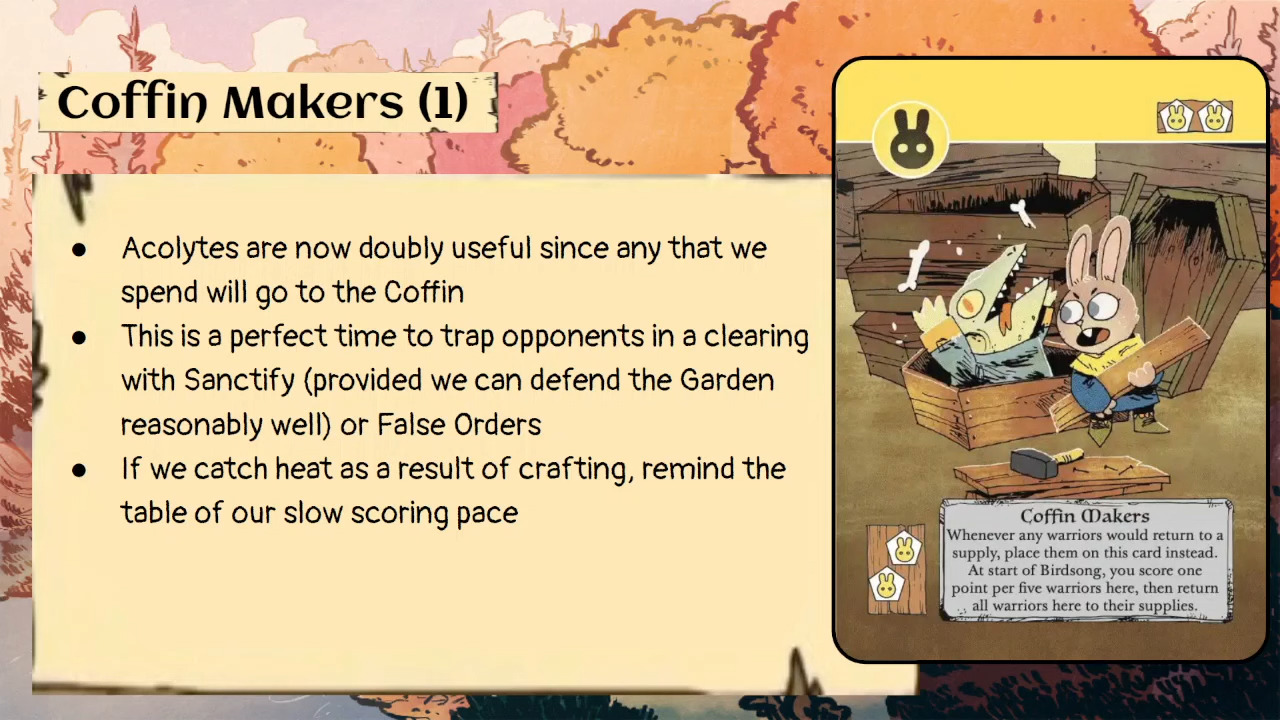 Coffin Makers (1)
● Acolytes are now doubly useful since any that we
spend will go to the Coffin
● This is a perfect time to trap opponents in a clearing
with Sanctify (provided we can defend the Garden
reasonably well) or False Orders
● If we catch heat as a result of crafting, remind the
table of our slow scoring pace
Coffin Makers
Whenever any warriors would return to a
supply, place them on this card instead.
At start of Birdsong, you score one
point per five warriors here, then return
all warriors here to their supplies.